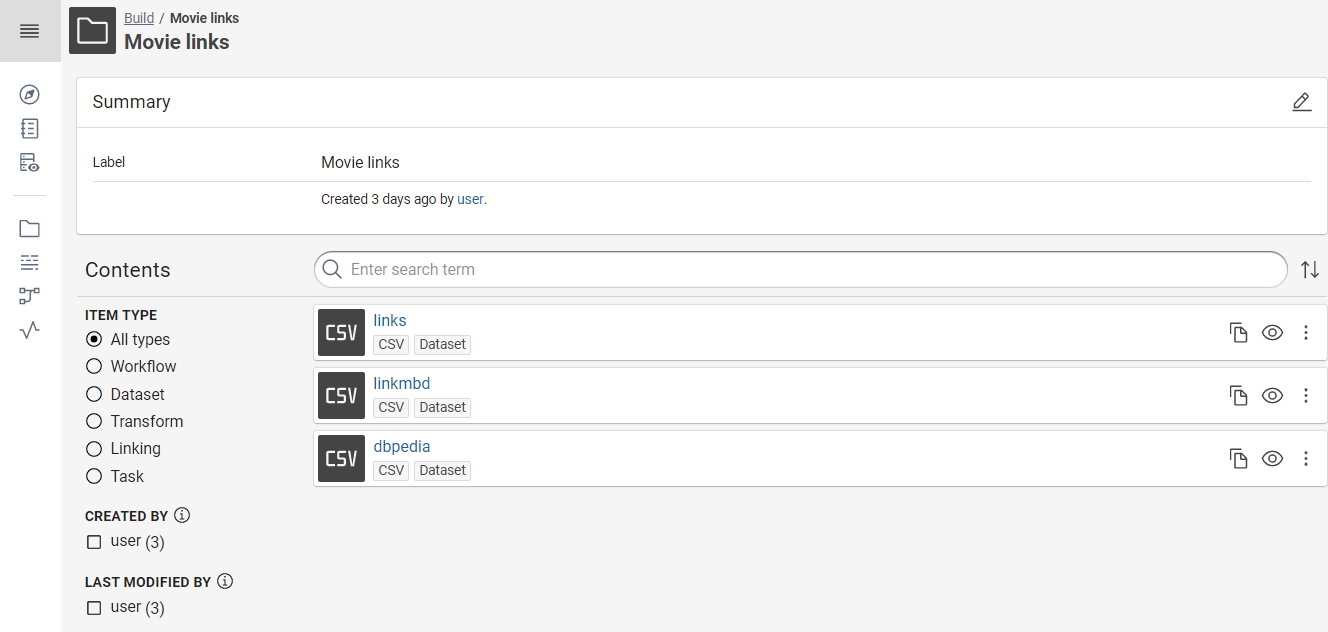 Build / Movie links
Movie links
Summary
Label
Movie links
Created 3 days ago by user.
Contents
Enter search term
ITEM TYPE
All types
Workflow
Dataset
Transform
Linking
Task
CREATED BY
user (3)
LAST MODIFIED BY
user (3)
CSV
links
CSV Dataset
CSV
linkmbd
CSV Dataset
CSV
dbpedia
CSV Dataset